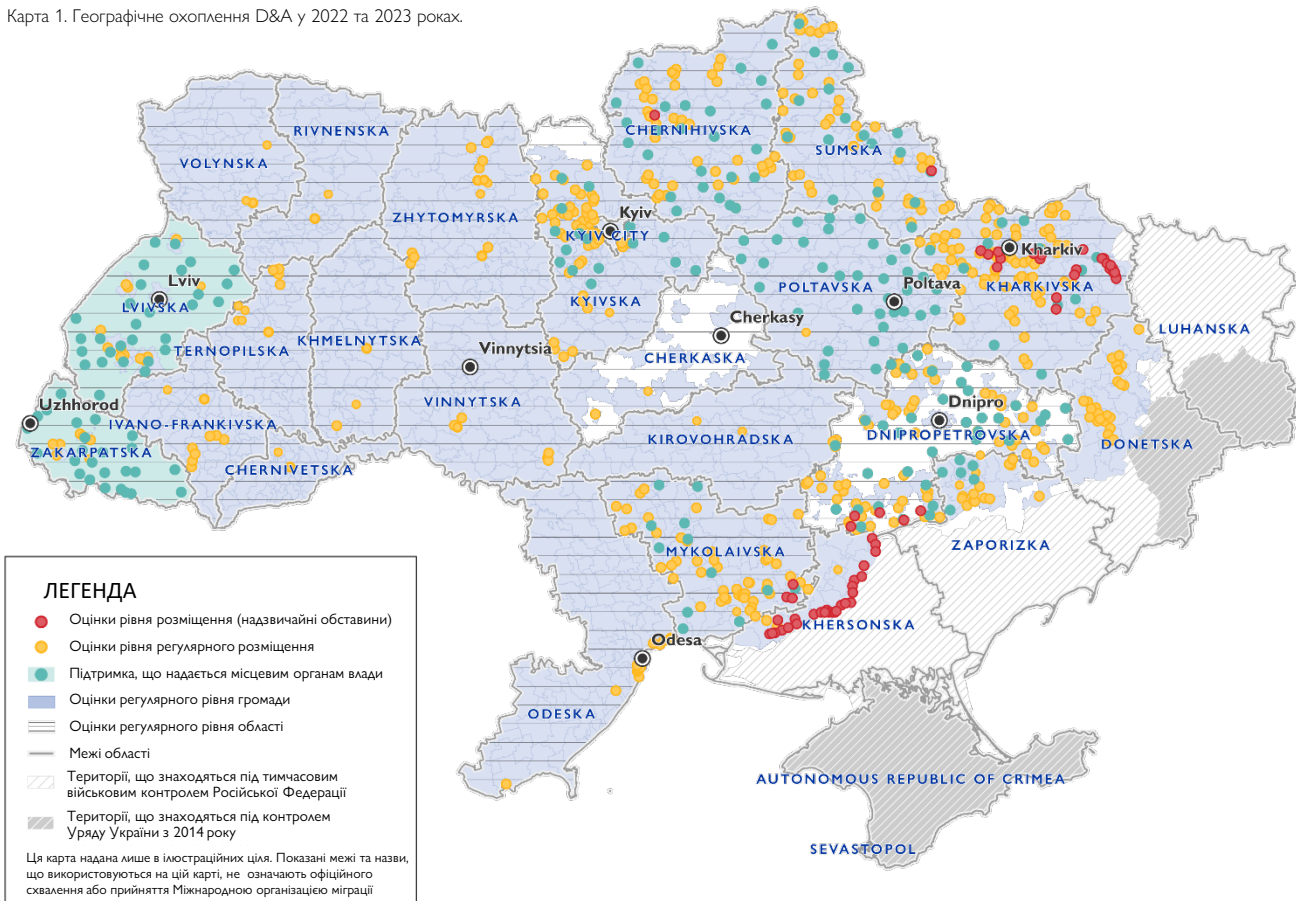 Карта 1. Географічне охоплення D&A у 2022 та 2023 роках.
CHERNIHIVSKA
SUMSKA
RIVNENSKA
VOLYNSKA
ZHYTOMYRSKA
Kyiv
KYIV CITY
KYIVSKA
Kharkiv
KHARKIVSKA
POLTAVSKA
Poltava
Lviv
LVIVSKA
TERNOPILSKA
KHMELNYTSKA
Vinnytsia
VINNYTSKA
Cherkasy
CHERKASKA
LUHANSKA
Uzhhorod
ZAKARPATSKA
IVANO-FRANKIVSKA
CHERNIVETSKA
KIROVOHRADSKA
Dnipro
DNIPROPETROVSKA
DONETSKA
MYKOLAIVSKA
ZAPORIZKA
KHERSONSKA
Odesa
ODESKA
AUTONOMOUS REPUBLIC OF CRIMEA
SEVASTOPOL
ЛЕГЕНДА
Оцінки рівня розміщення (надзвичайні обставини)
Оцінки рівня регулярного розміщення
Підтримка, що надається місцевим органам влади
Оцінки регулярного рівня громади
Оцінки регулярного рівня області
Межі області
Території, що знаходяться під тимчасовим
військовим контролем Російської Федерації
Території, що знаходяться під контролем
Уряду України з 2014 року
Ця карта надана лише в ілюстраційних ціля. Показані межі та назви,
що використовуються на цій карті, не означають офіційного
схвалення або прийняття Міжнародною організацією міграції